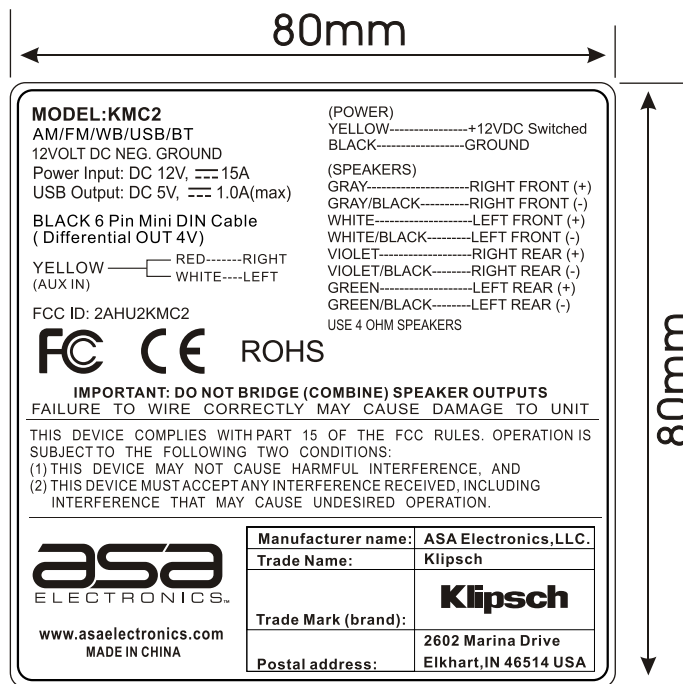 80mm
MODEL:KMC2
AM/FM/WB/USB/BT
12VOLT DC NEG. GROUND
Power Input: DC 12V, 15A
USB Output: DC 5V, 1.0A(max)
BLACK 6 Pin Mini DIN Cable
( Differential OUT 4V)
YELLOW
(AUX IN)
RED-------RIGHT
WHITE----LEFT
FCC ID: 2AHU2KMC2
FC CE ROHS
(POWER)
YELLOW-----------------+12VDC Switched
BLACK-------------------GROUND
(SPEAKERS)
GRAY----------------------RIGHT FRONT (+)
GRAY/BLACK----------RIGHT FRONT (-)
WHITE--------------------LEFT FRONT (+)
WHITE/BLACK---------LEFT FRONT (-)
VIOLET-------------------RIGHT REAR (+)
VIOLET/BLACK--------RIGHT REAR (-)
GREEN-------------------LEFT REAR (+)
GREEN/BLACK--------LEFT REAR (-)
USE 4 OHM SPEAKERS
IMPORTANT: DO NOT BRIDGE (COMBINE) SPEAKER OUTPUTS
FAILURE TO WIRE CORRECTLY MAY CAUSE DAMAGE TO UNIT
THIS DEVICE COMPLIES WITH PART 15 OF THE FCC RULES. OPERATION IS
SUBJECT TO THE FOLLOWING TWO CONDITIONS:
(1) THIS DEVICE MAY NOT CAUSE HARMFUL INTERFERENCE, AND
(2) THIS DEVICE MUST ACCEPT ANY INTERFERENCE RECEIVED, INCLUDING
INTERFERENCE THAT MAY CAUSE UNDESIRED OPERATION.
asa
ELECTRONICS™
www.asaelectronics.com
MADE IN CHINA
Manufacturer name: ASA Electronics,LLC.
Trade Name: Klipsch
Trade Mark (brand): Klipsch
Postal address: 2602 Marina Drive
Elkhart,IN 46514 USA
80mm